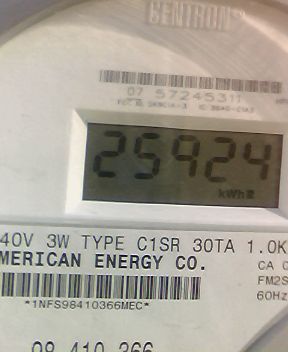 CENTRON
07 57245311
25924
kWh
40V 3W TYPE C1SR 30TA 1.0K
MERICAN ENERGY CO.
CA
FM2S
60Hz
*1NFS98410366MEC*
98 410 366